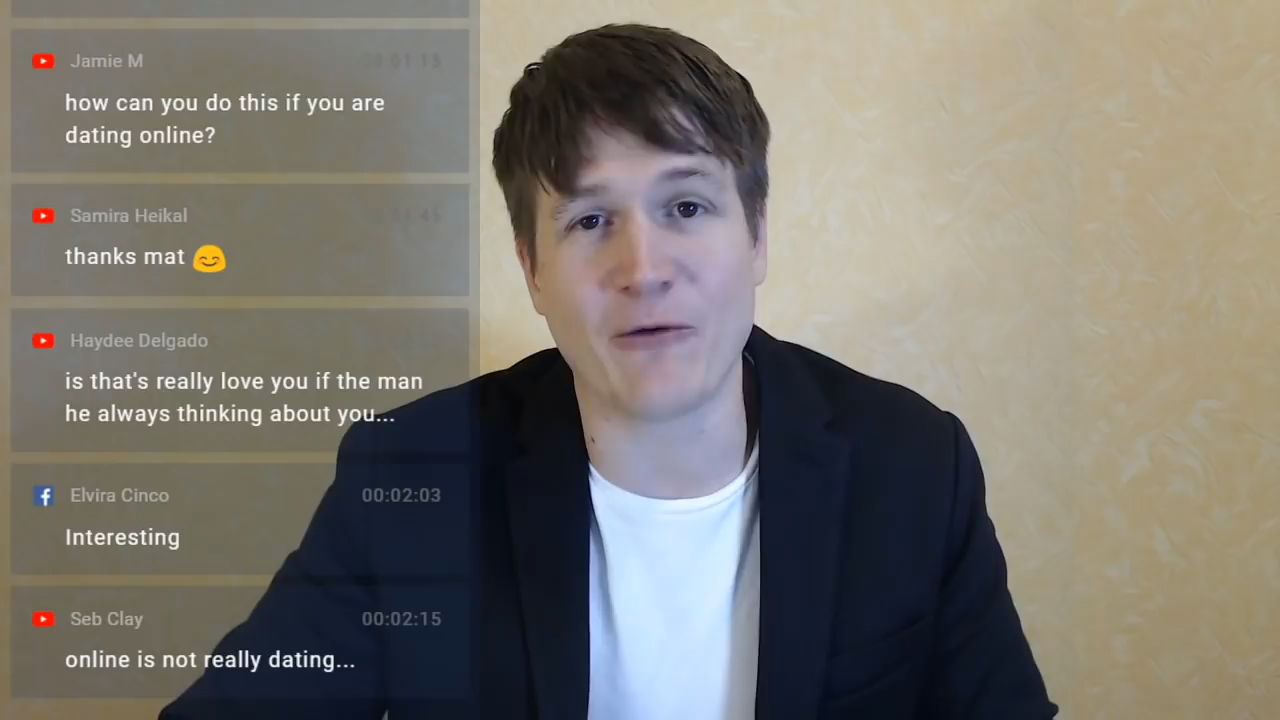 Jamie M
how can you do this if you are
dating online?
Samira Heikal
thanks mat
Haydee Delgado
is that's really love you if the man
he always thinking about you...
Elvira Cinco 00:02:03
Interesting
Seb Clay 00:02:15
online is not really dating...